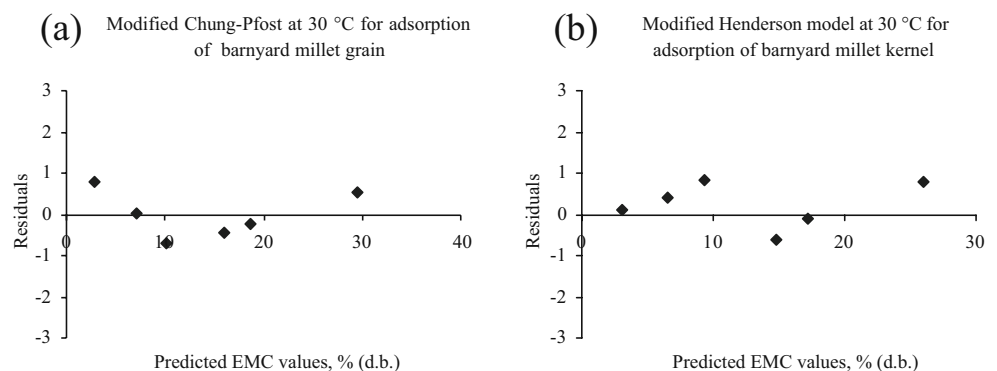 (a)
Modified Chung-Pfost at 30 °C for adsorption
of barnyard millet grain
3
2
1
0
-1
-2
-3
0
10
20
30
40
Residuals
Predicted EMC values, % (d.b.)
(b)
Modified Henderson model at 30 °C for
adsorption of barnyard millet kernel
3
2
1
0
-1
-2
-3
0
10
20
30
Residuals
Predicted EMC values, % (d.b.)